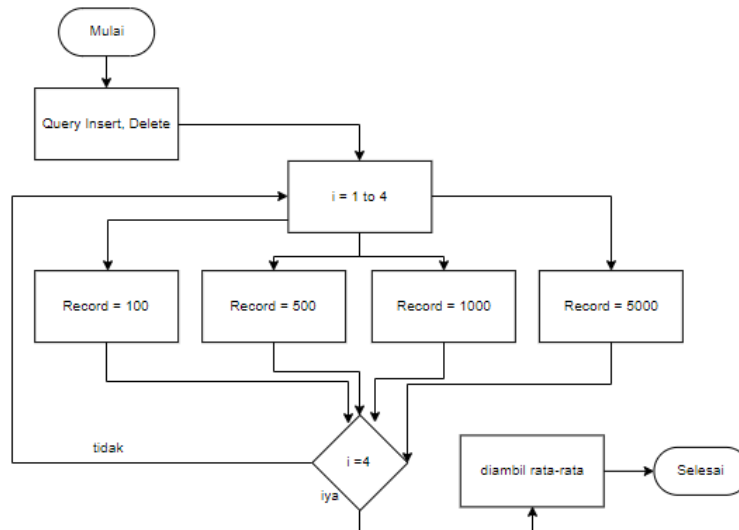 Mulai
Query Insert, Delete
i = 1 to 4
Record = 100
Record = 500
Record = 1000
Record = 5000
tidak
i =4
iya
diambil rata-rata
Selesai